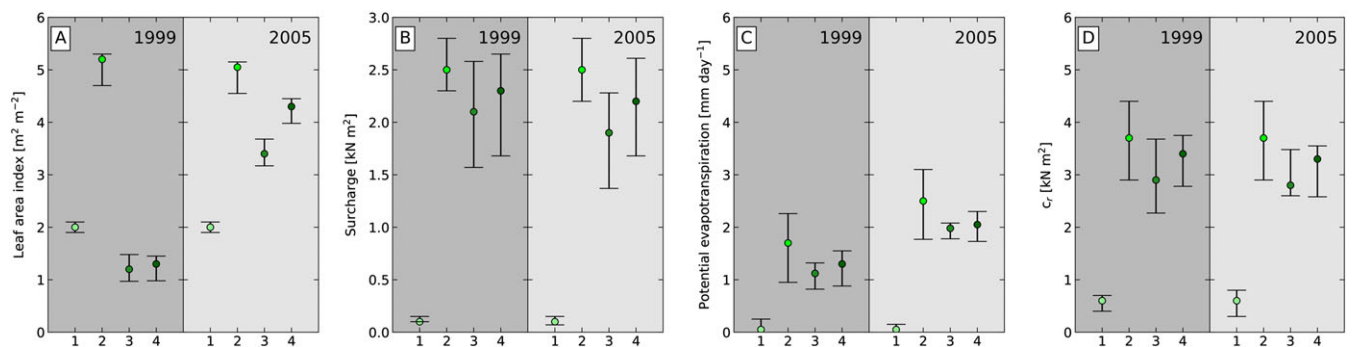 A 1999 2005
Leaf area index [m² m⁻²]
6
5
4
3
2
1
0
1 2 3 4 1 2 3 4
B 1999 2005
Surcharge [kN m²]
3.0
2.5
2.0
1.5
1.0
0.5
0.0
1 2 3 4 1 2 3 4
C 1999 2005
Potential evapotranspiration [mm day⁻¹]
6
5
4
3
2
1
0
1 2 3 4 1 2 3 4
D 1999 2005
cᵣ [kN m²]
6
5
4
3
2
1
0
1 2 3 4 1 2 3 4